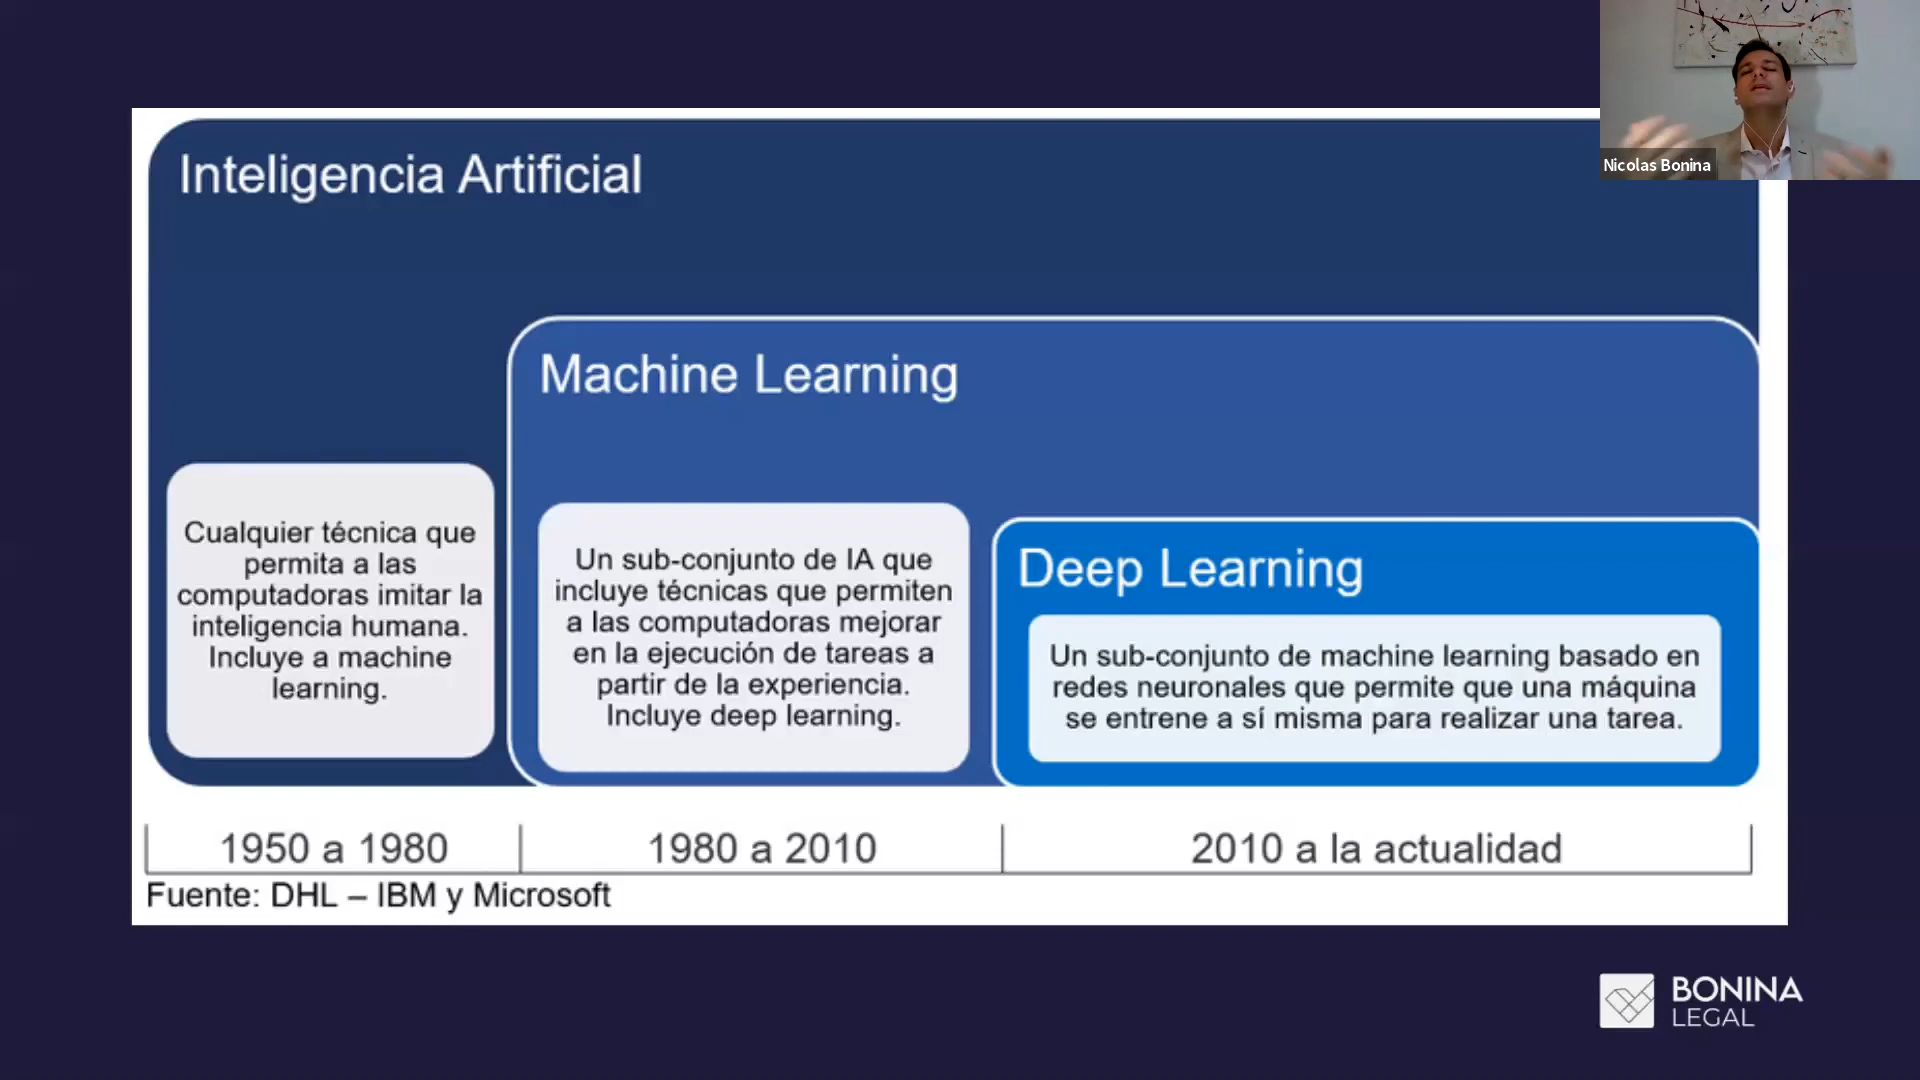 Nicolas Bonina
Inteligencia Artificial
Machine Learning
Cualquier técnica que
permita a las
computadoras imitar la
inteligencia humana.
Incluye a machine
learning.
Un sub-conjunto de IA que
incluye técnicas que permiten
a las computadoras mejorar
en la ejecución de tareas a
partir de la experiencia.
Incluye deep learning.
Deep Learning
Un sub-conjunto de machine learning basado en
redes neuronales que permite que una máquina
se entrene a sí misma para realizar una tarea.
1950 a 1980
1980 a 2010
2010 a la actualidad
Fuente: DHL – IBM y Microsoft
BONINA
LEGAL